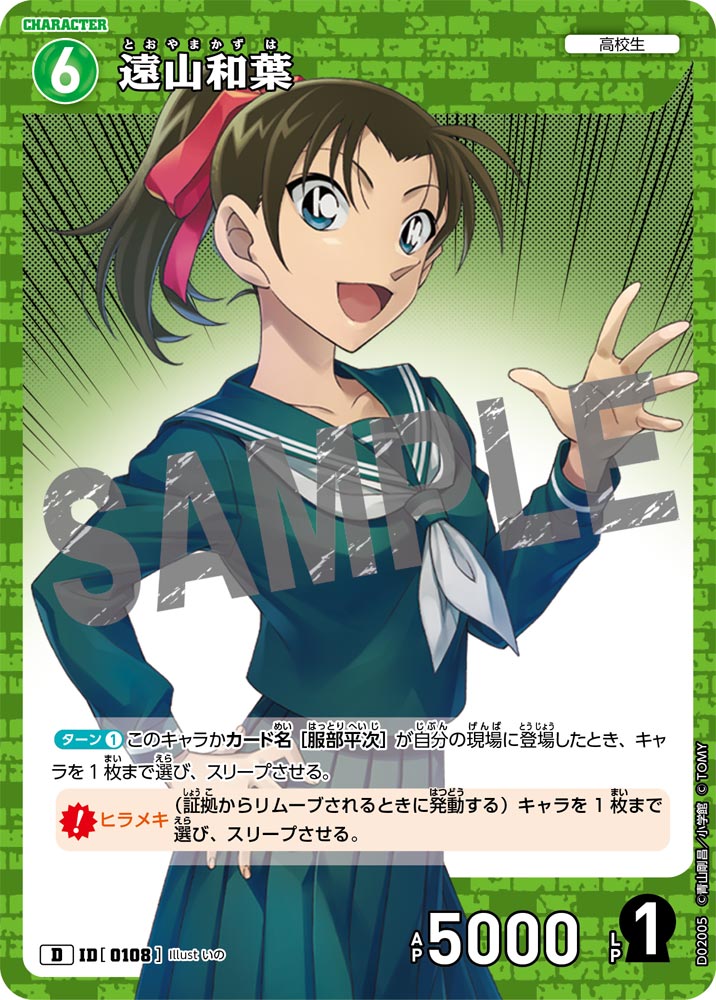 CHARACTER
6
とおやまかずは
遠山和葉
高校生
SAMPLE
ターン1 このキャラかカード名［服部平次］が自分の現場に登場したとき、キャ
ラを1枚まで選び、スリープさせる。
ヒラメキ （証拠からリムーブされるときに発動する）キャラを1枚まで
選び、スリープさせる。
D ID[0108] Illust いの
AP 5000 LP 1
D02005 ©青山剛昌／小学館 © TOMY